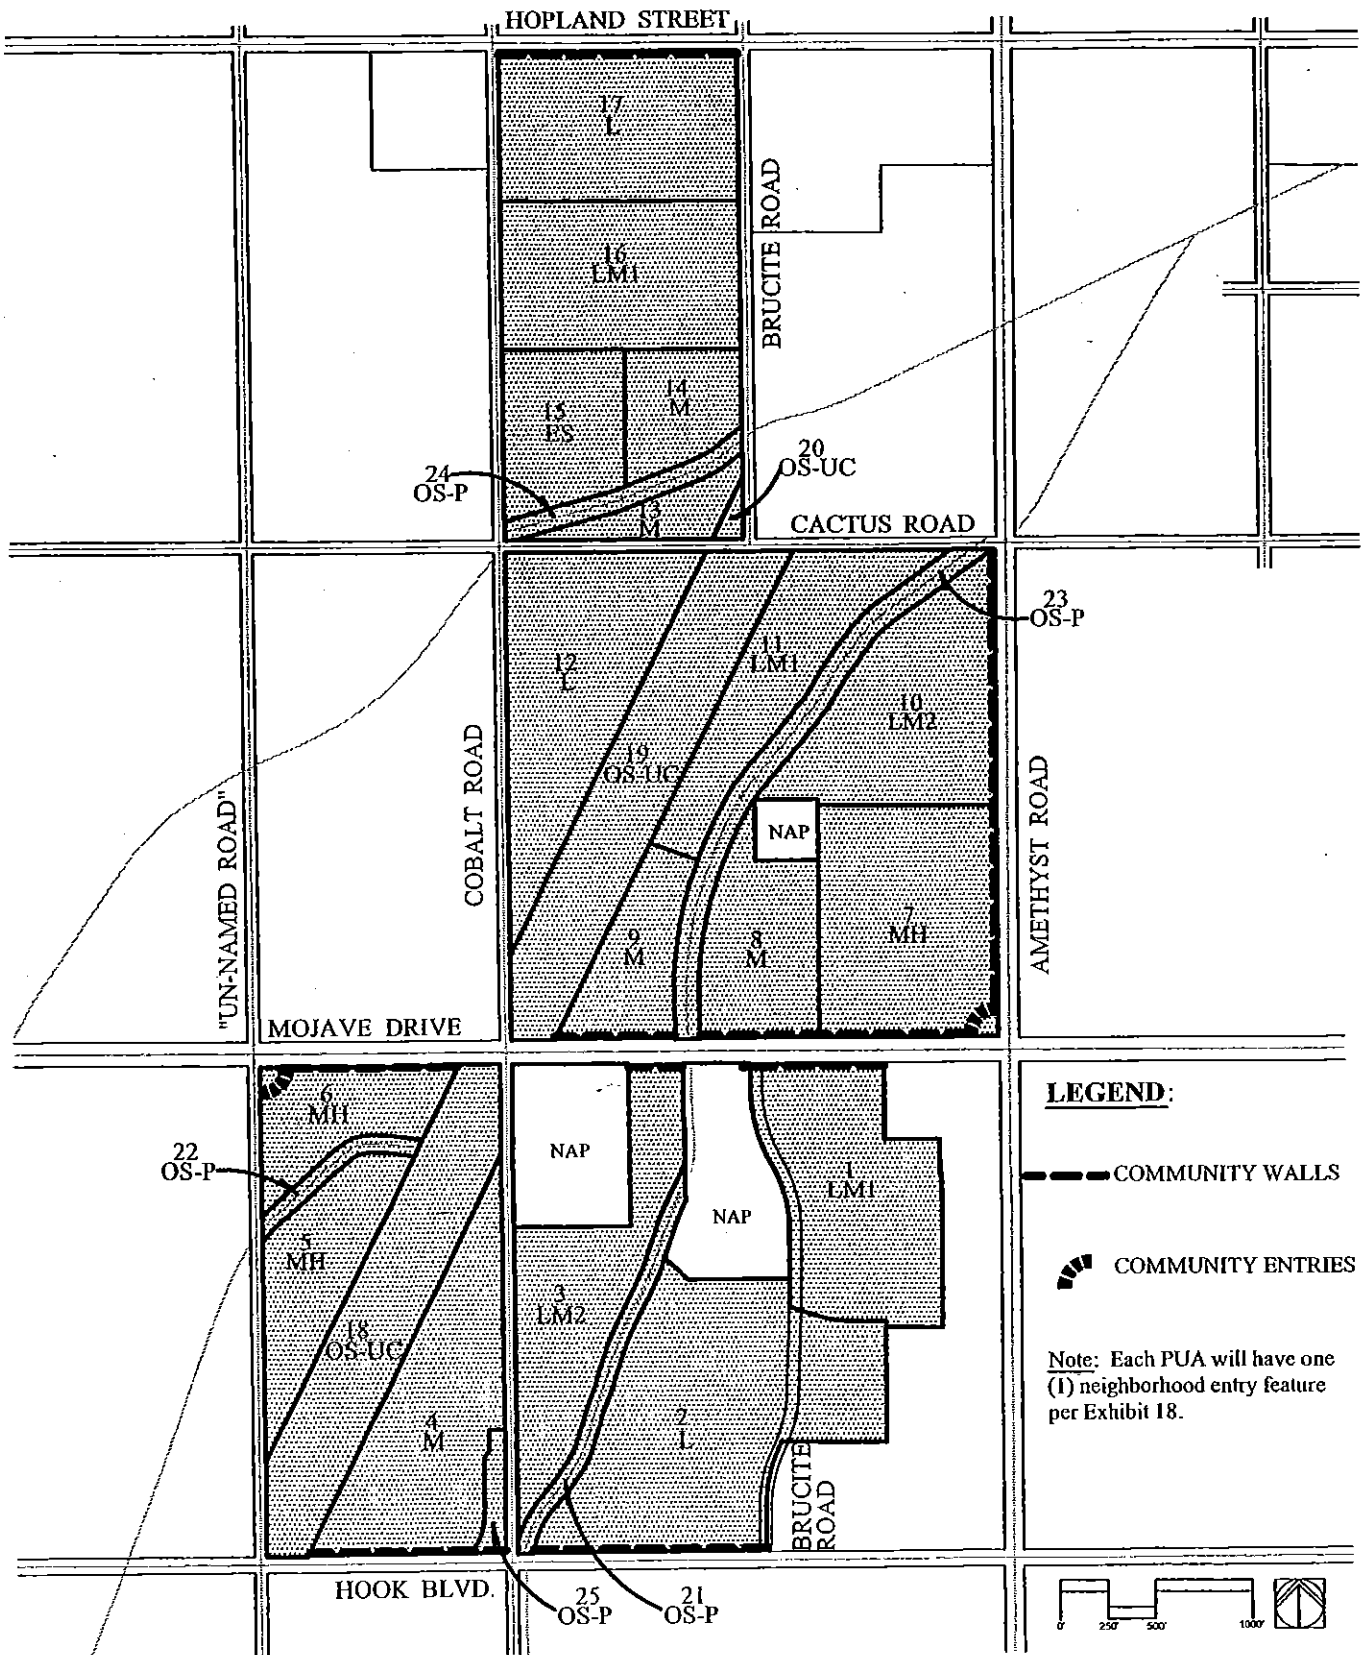 HOPLAND STREET
17
L
BRUCITE ROAD
16
LM1
14
M
15
ES
24
OS-P
20
OS-UC
13
M
CACTUS ROAD
23
OS-P
11
LM1
12
L
10
LM2
19
OS-UC
COBALT ROAD
"UN-NAMED ROAD"
AMETHYST ROAD
NAP
9
M
8
M
7
MH
MOJAVE DRIVE
6
MH
22
OS-P
NAP
NAP
1
LM1
5
MH
3
LM2
18
OS-UC
4
M
2
L
BRUCITE
ROAD
HOOK BLVD.
25
OS-P
21
OS-P
LEGEND:
COMMUNITY WALLS
COMMUNITY ENTRIES
Note: Each PUA will have one
(1) neighborhood entry feature
per Exhibit 18.
0' 250' 500' 1000'